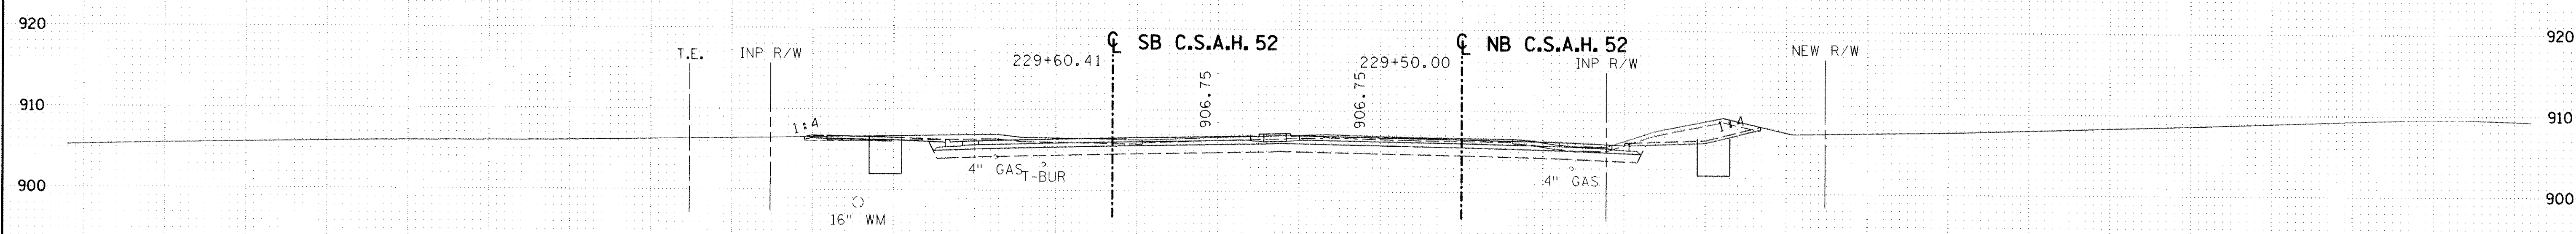 920
T.E.
INP R/W
229+60.41
℄ SB C.S.A.H. 52
906.75
906.75
229+50.00
℄ NB C.S.A.H. 52
INP R/W
NEW R/W
920
910
1:4
1:4
910
900
16" WM
4" GAS
T-BUR
4" GAS
900